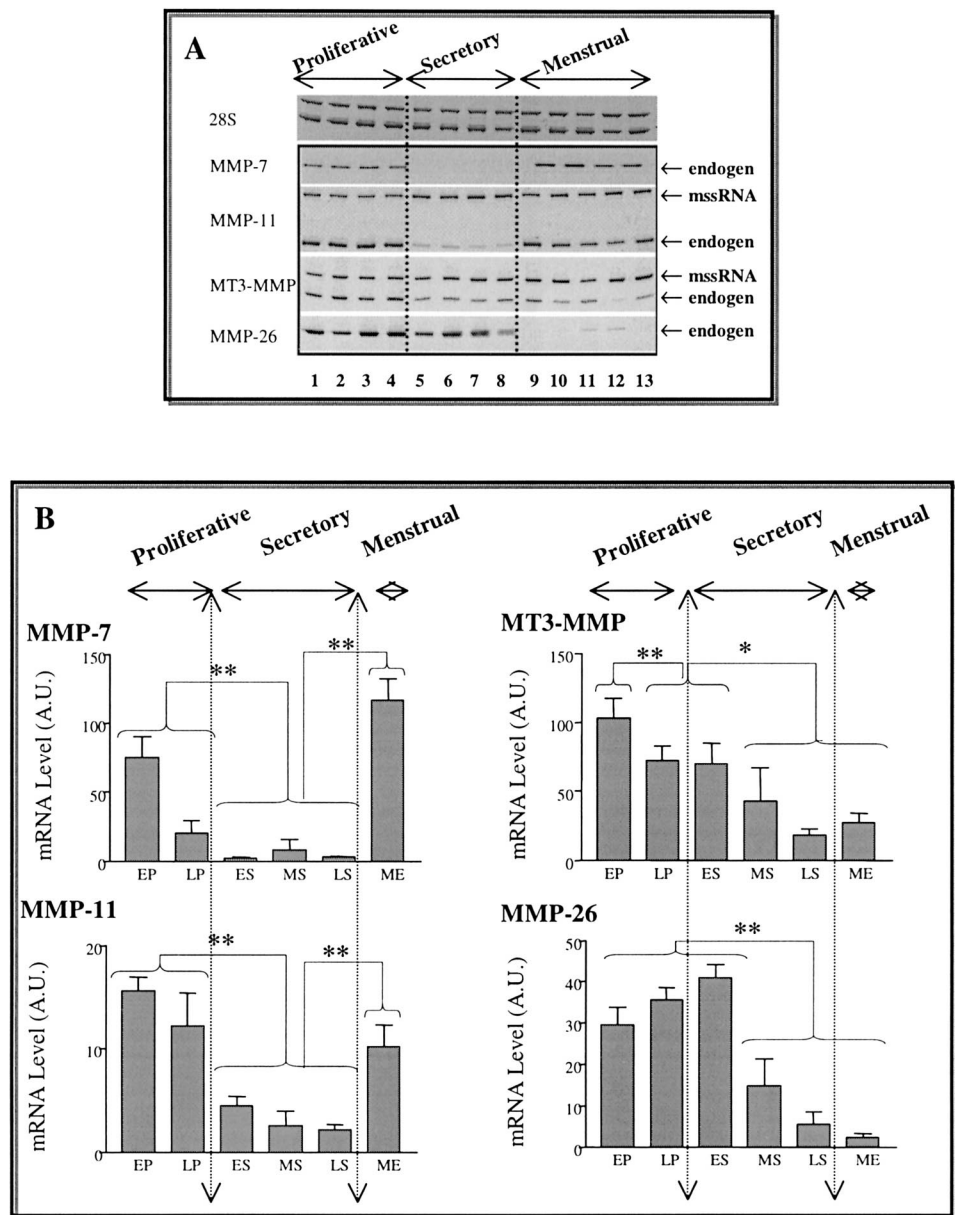 A
Proliferative Secretory Menstrual
28S
MMP-7 ← endogen
← mssRNA
MMP-11
← endogen
← mssRNA
MT3-MMP
← endogen
MMP-26 ← endogen
1 2 3 4 5 6 7 8 9 10 11 12 13
B
Proliferative Secretory Menstrual
MMP-7
mRNA Level (A.U.)
150
100
50
0
** **
EP LP ES MS LS ME
MMP-11
mRNA Level (A.U.)
20
10
0
** **
EP LP ES MS LS ME
Proliferative Secretory Menstrual
MT3-MMP
mRNA Level (A.U.)
150
100
50
0
** *
EP LP ES MS LS ME
MMP-26
mRNA Level (A.U.)
50
40
30
20
10
0
**
EP LP ES MS LS ME